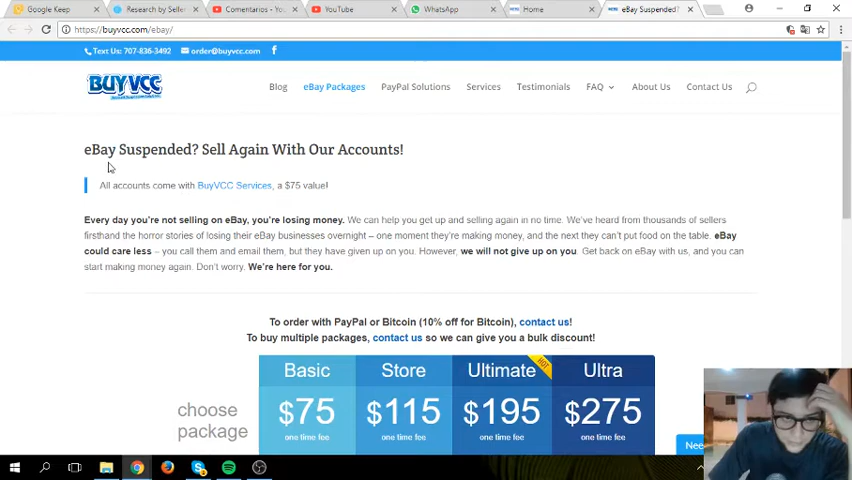 Google Keep
Research by Selle
Comentarios - You
YouTube
WhatsApp
Home
eBay Suspended?
https://buyvcc.com/ebay/
Text Us: 707-836-3492 order@buyvcc.com
BUYVCC
Blog eBay Packages PayPal Solutions Services Testimonials FAQ About Us Contact Us
eBay Suspended? Sell Again With Our Accounts!
All accounts come with BuyVCC Services, a $75 value!
Every day you're not selling on eBay, you're losing money. We can help you get up and selling again in no time. We've heard from thousands of sellers
firsthand the horror stories of losing their eBay businesses overnight – one moment they're making money, and the next they can't put food on the table. eBay
could care less – you call them and email them, but they have given up on you. However, we will not give up on you. Get back on eBay with us, and you can
start making money again. Don't worry. We're here for you.
To order with PayPal or Bitcoin (10% off for Bitcoin), contact us!
To buy multiple packages, contact us so we can give you a bulk discount!
choose
package
Basic Store Ultimate Ultra
HOT
$75 $115 $195 $275
one time fee one time fee one time fee one time fee
Nee